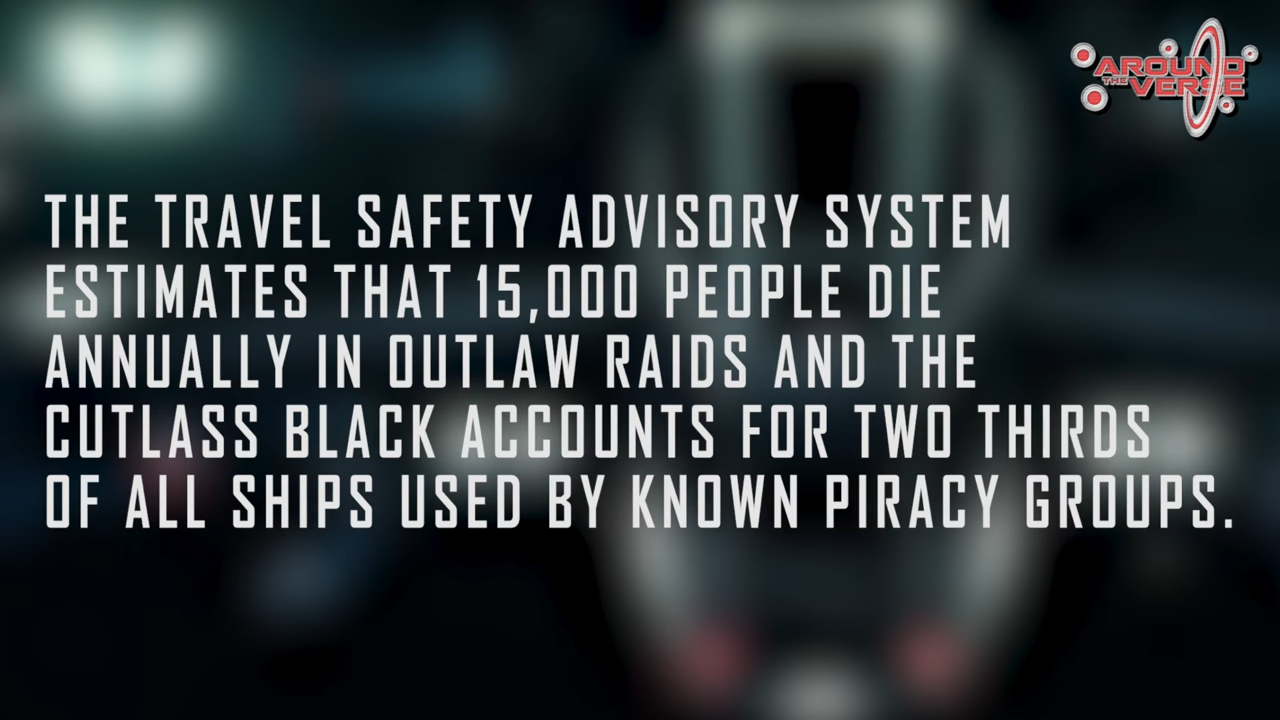 AROUND
THE VERSE
THE TRAVEL SAFETY ADVISORY SYSTEM
ESTIMATES THAT 15,000 PEOPLE DIE
ANNUALLY IN OUTLAW RAIDS AND THE
CUTLASS BLACK ACCOUNTS FOR TWO THIRDS
OF ALL SHIPS USED BY KNOWN PIRACY GROUPS.